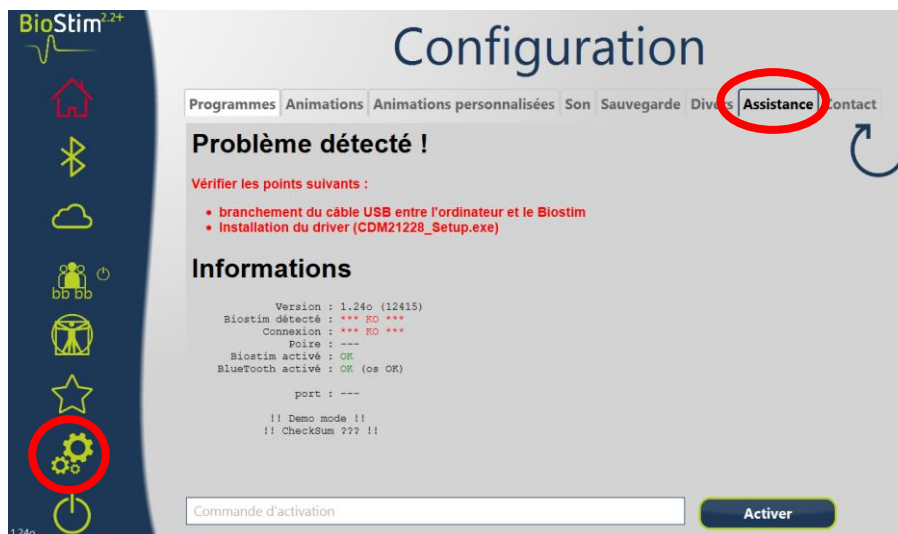 BioStim2.2+
Configuration
Programmes Animations Animations personnalisées Son Sauvegarde Divers Assistance Contact
Problème détecté !
Vérifier les points suivants :
• branchement du câble USB entre l'ordinateur et le Biostim
• Installation du driver (CDM21228_Setup.exe)
Informations
Version : 1.24o (12415)
Biostim détecté : *** KO ***
Connexion : *** KO ***
Poire : ---
Biostim activé : OK
BlueTooth activé : OK (os OK)
port : ---
!! Demo mode !!
!! CheckSum ??? !!
bb bb
Commande d'activation
Activer
1.24o